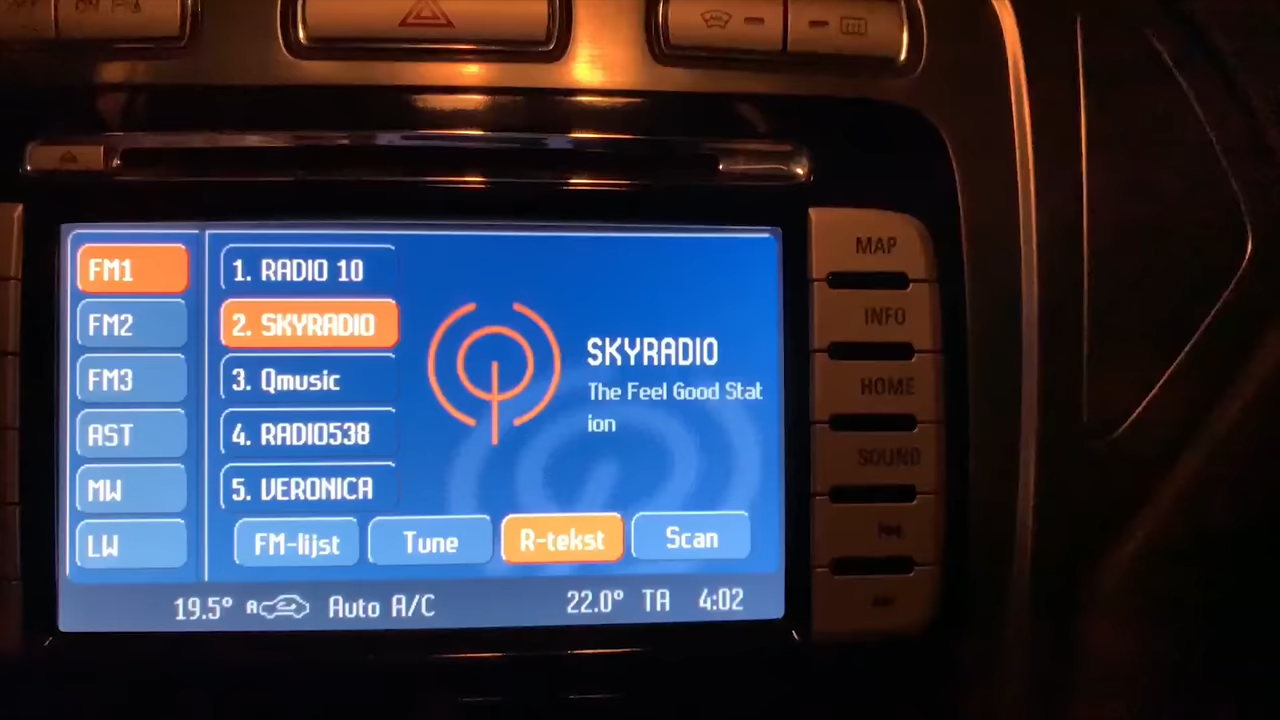 MAP
INFO
HOME
SOUND
FM1
FM2
FM3
AST
MW
LW
1. RADIO 10
2. SKYRADIO
3. Qmusic
4. RADIO538
5. VERONICA
SKYRADIO
The Feel Good Stat
ion
FM-lijst
Tune
R-tekst
Scan
19.5° A
Auto A/C
22.0°
TA
4:02